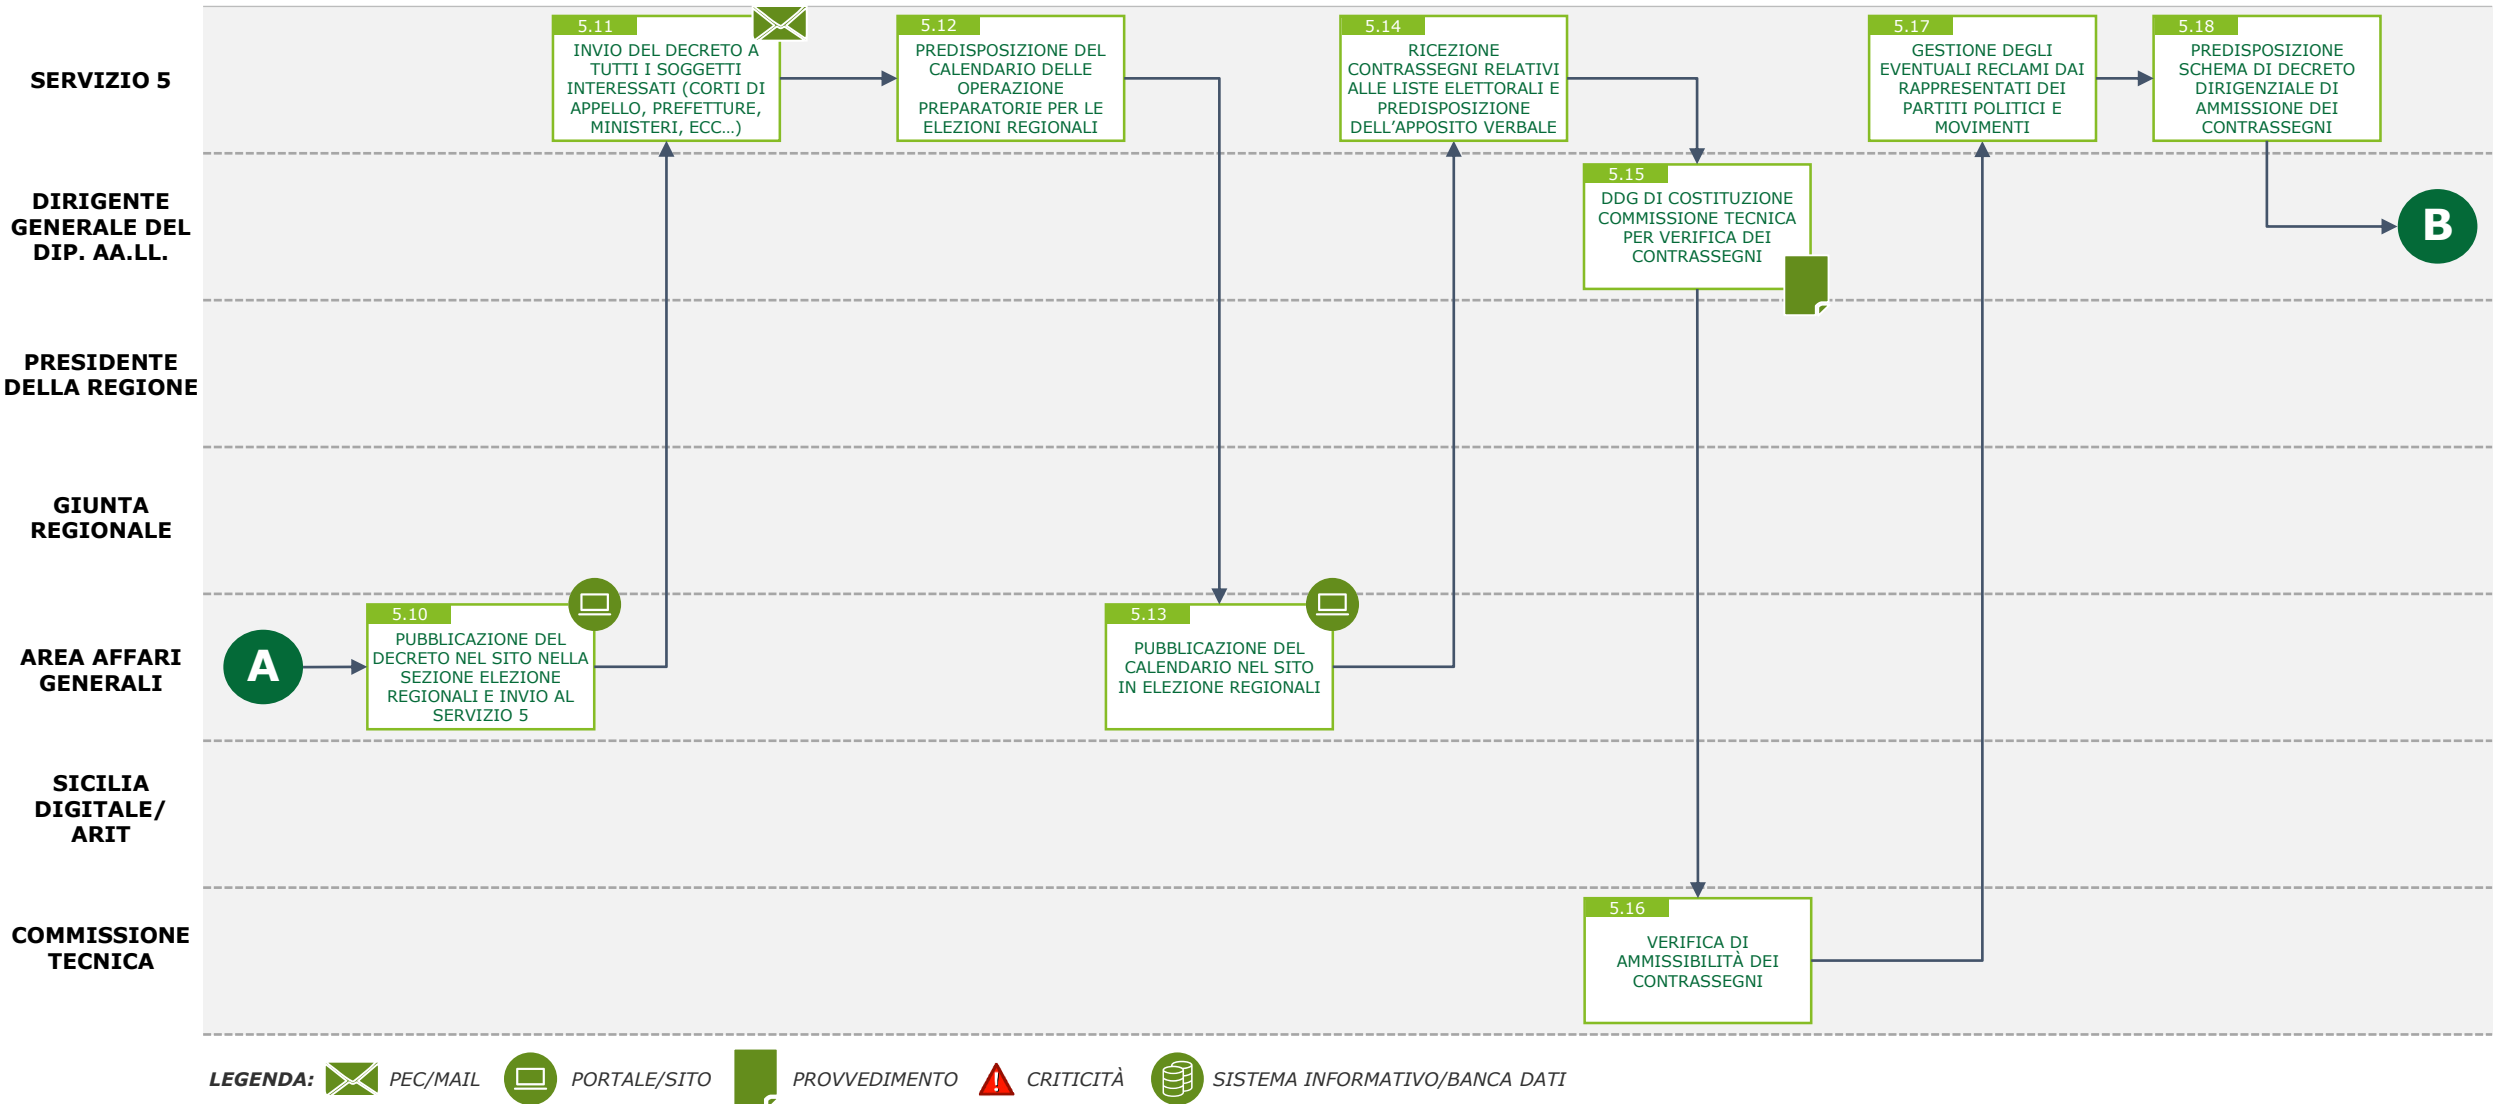 SERVIZIO 5
5.11
INVIO DEL DECRETO A
TUTTI I SOGGETTI
INTERESSATI (CORTI DI
APPELLO, PREFETTURE,
MINISTERI, ECC…)
5.12
PREDISPOSIZIONE DEL
CALENDARIO DELLE
OPERAZIONE
PREPARATORIE PER LE
ELEZIONI REGIONALI
5.14
RICEZIONE
CONTRASSEGNI RELATIVI
ALLE LISTE ELETTORALI E
PREDISPOSIZIONE
DELL’APPOSITO VERBALE
5.17
GESTIONE DEGLI
EVENTUALI RECLAMI DAI
RAPPRESENTATI DEI
PARTITI POLITICI E
MOVIMENTI
5.18
PREDISPOSIZIONE
SCHEMA DI DECRETO
DIRIGENZIALE DI
AMMISSIONE DEI
CONTRASSEGNI
DIRIGENTE
GENERALE DEL
DIP. AA.LL.
5.15
DDG DI COSTITUZIONE
COMMISSIONE TECNICA
PER VERIFICA DEI
CONTRASSEGNI
B
PRESIDENTE
DELLA REGIONE
GIUNTA
REGIONALE
AREA AFFARI
GENERALI
A
5.10
PUBBLICAZIONE DEL
DECRETO NEL SITO NELLA
SEZIONE ELEZIONE
REGIONALI E INVIO AL
SERVIZIO 5
5.13
PUBBLICAZIONE DEL
CALENDARIO NEL SITO
IN ELEZIONE REGIONALI
SICILIA
DIGITALE/
ARIT
COMMISSIONE
TECNICA
5.16
VERIFICA DI
AMMISSIBILITÀ DEI
CONTRASSEGNI
LEGENDA: PEC/MAIL PORTALE/SITO PROVVEDIMENTO CRITICITÀ SISTEMA INFORMATIVO/BANCA DATI